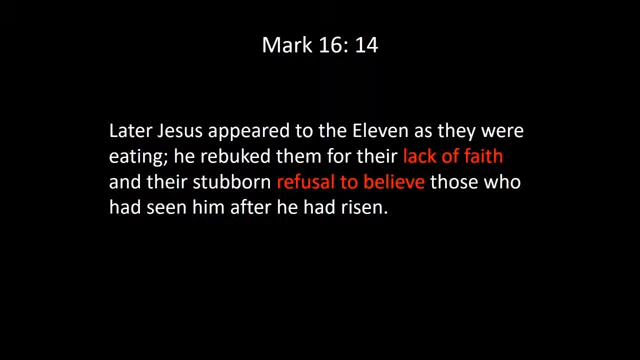 Mark 16: 14
Later Jesus appeared to the Eleven as they were
eating; he rebuked them for their lack of faith
and their stubborn refusal to believe those who
had seen him after he had risen.